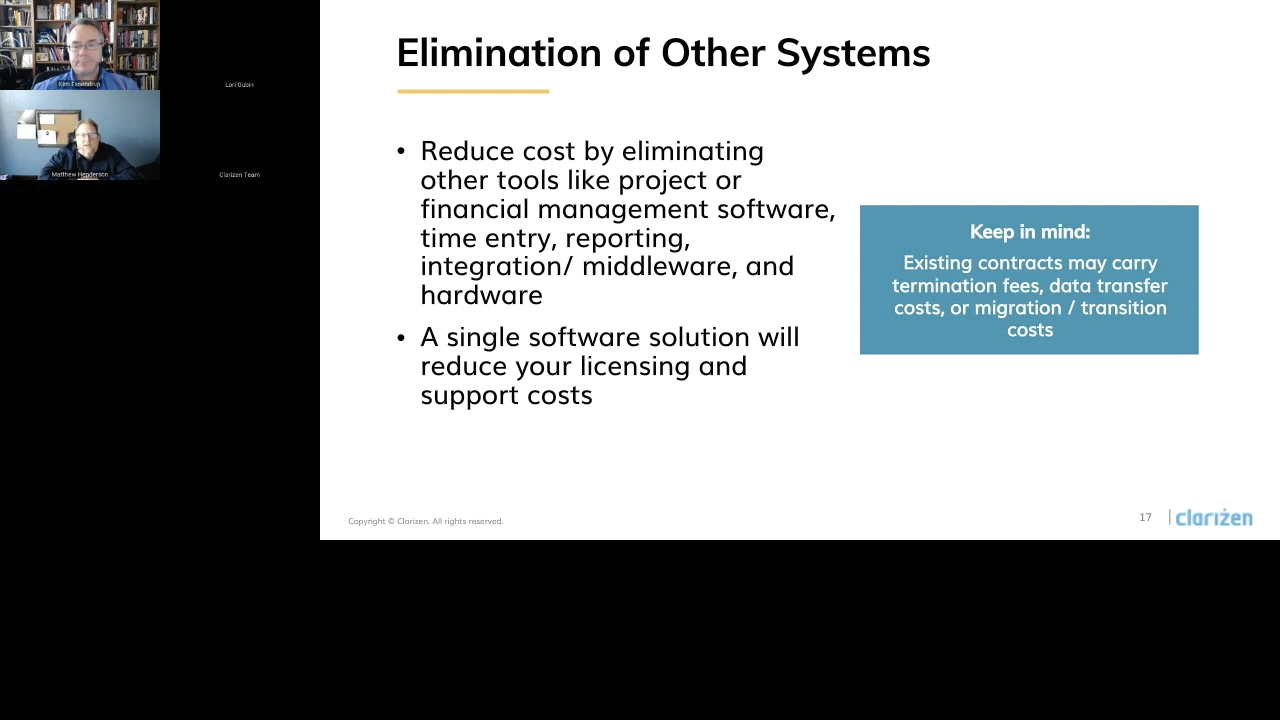 Kim Essendrup
Lori Gubin
Matthew Henderson
Clarizen Team
Elimination of Other Systems
• Reduce cost by eliminating
other tools like project or
financial management software,
time entry, reporting,
integration/ middleware, and
hardware
• A single software solution will
reduce your licensing and
support costs
Keep in mind:
Existing contracts may carry
termination fees, data transfer
costs, or migration / transition
costs
Copyright © Clarizen. All rights reserved.
17
clarizen